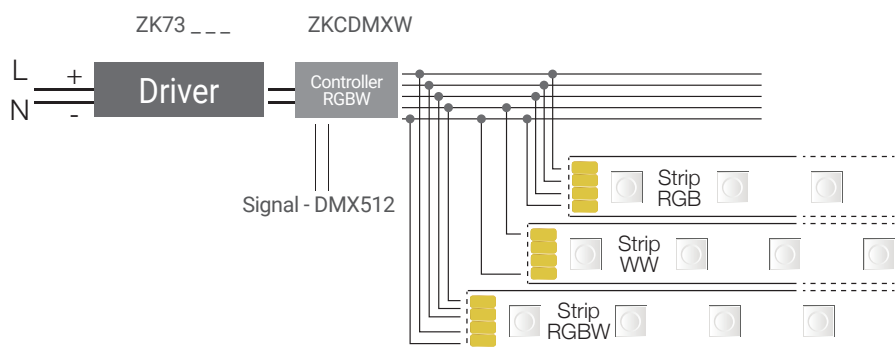 ZK73 _ _ _
ZKCDMXW
L
+
N
-
Driver
Controller
RGBW
Signal - DMX512
Strip
RGB
Strip
WW
Strip
RGBW